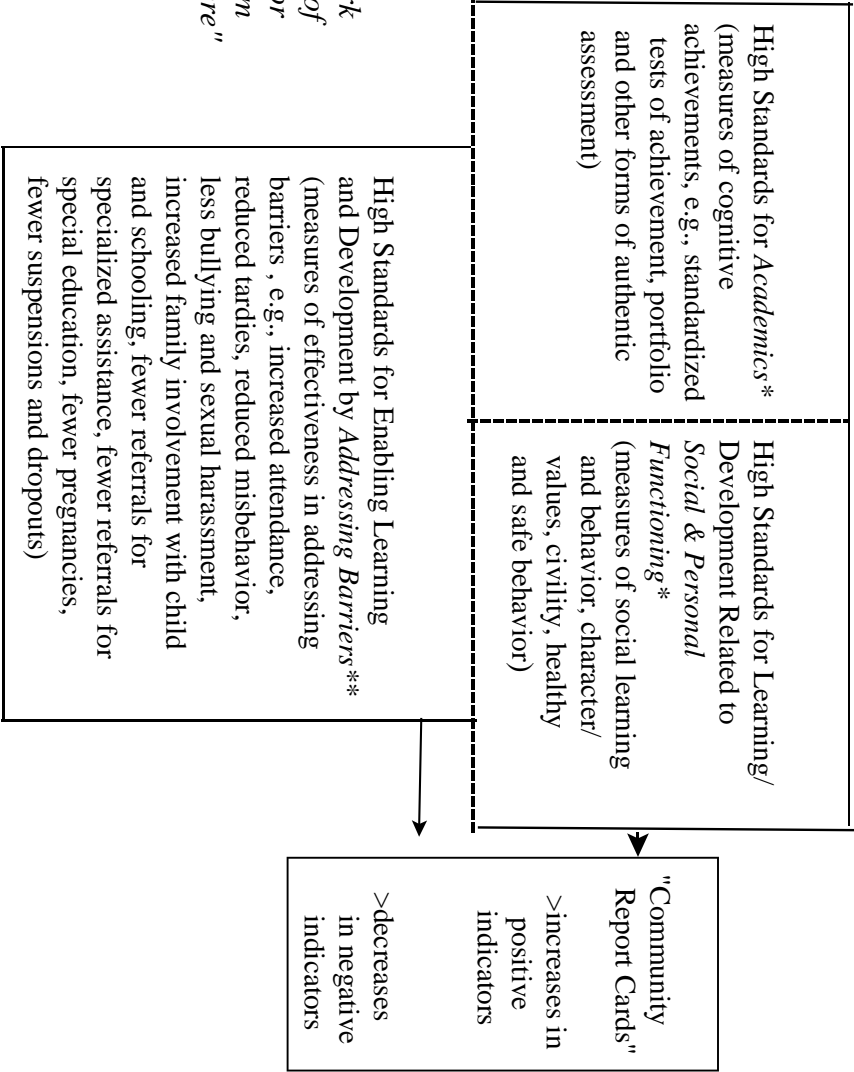 High Standards for Academics*
(measures of cognitive
achievements, e.g., standardized
tests of achievement, portfolio
and other forms of authentic
assessment)
High Standards for Learning/
Development Related to
Social & Personal
Functioning*
(measures of social learning
and behavior, character/
values, civility, healthy
and safe behavior)
"Community
Report Cards"
>increases in
positive
indicators
>decreases
in negative
indicators
High Standards for Enabling Learning
and Development by Addressing Barriers**
(measures of effectiveness in addressing
barriers , e.g., increased attendance,
reduced tardies, reduced misbehavior,
less bullying and sexual harassment,
increased family involvement with child
and schooling, fewer referrals for
specialized assistance, fewer referrals for
special education, fewer pregnancies,
fewer suspensions and dropouts)
rk
of
or
m
re"